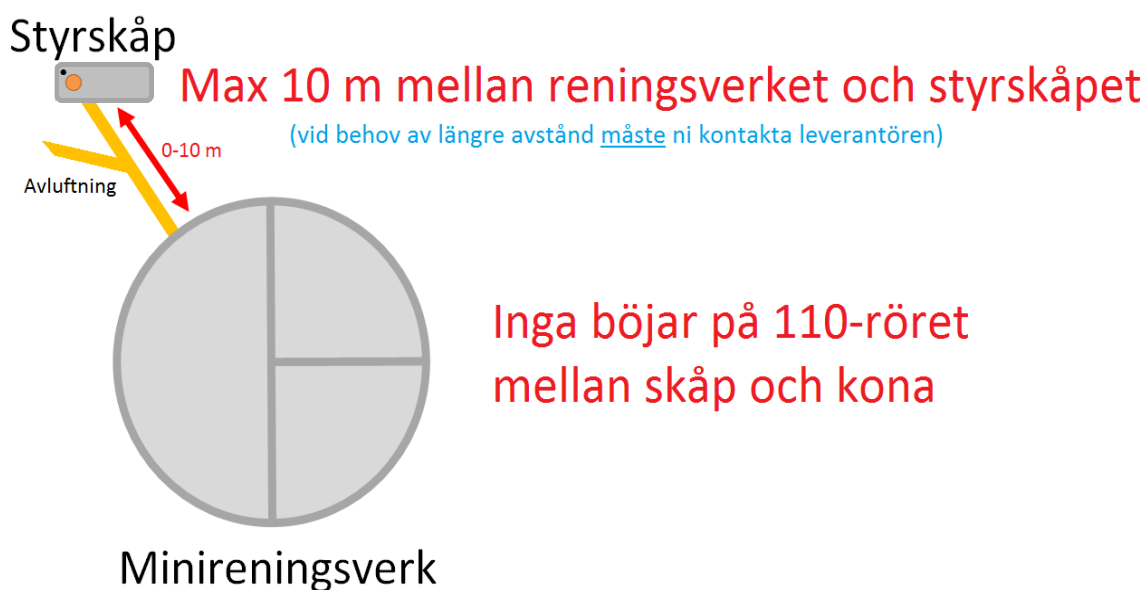 Styrskåp
Max 10 m mellan reningsverket och styrskåpet
(vid behov av längre avstånd måste ni kontakta leverantören)
0-10 m
Avluftning
Inga böjar på 110-röret
mellan skåp och kona
Minireningsverk